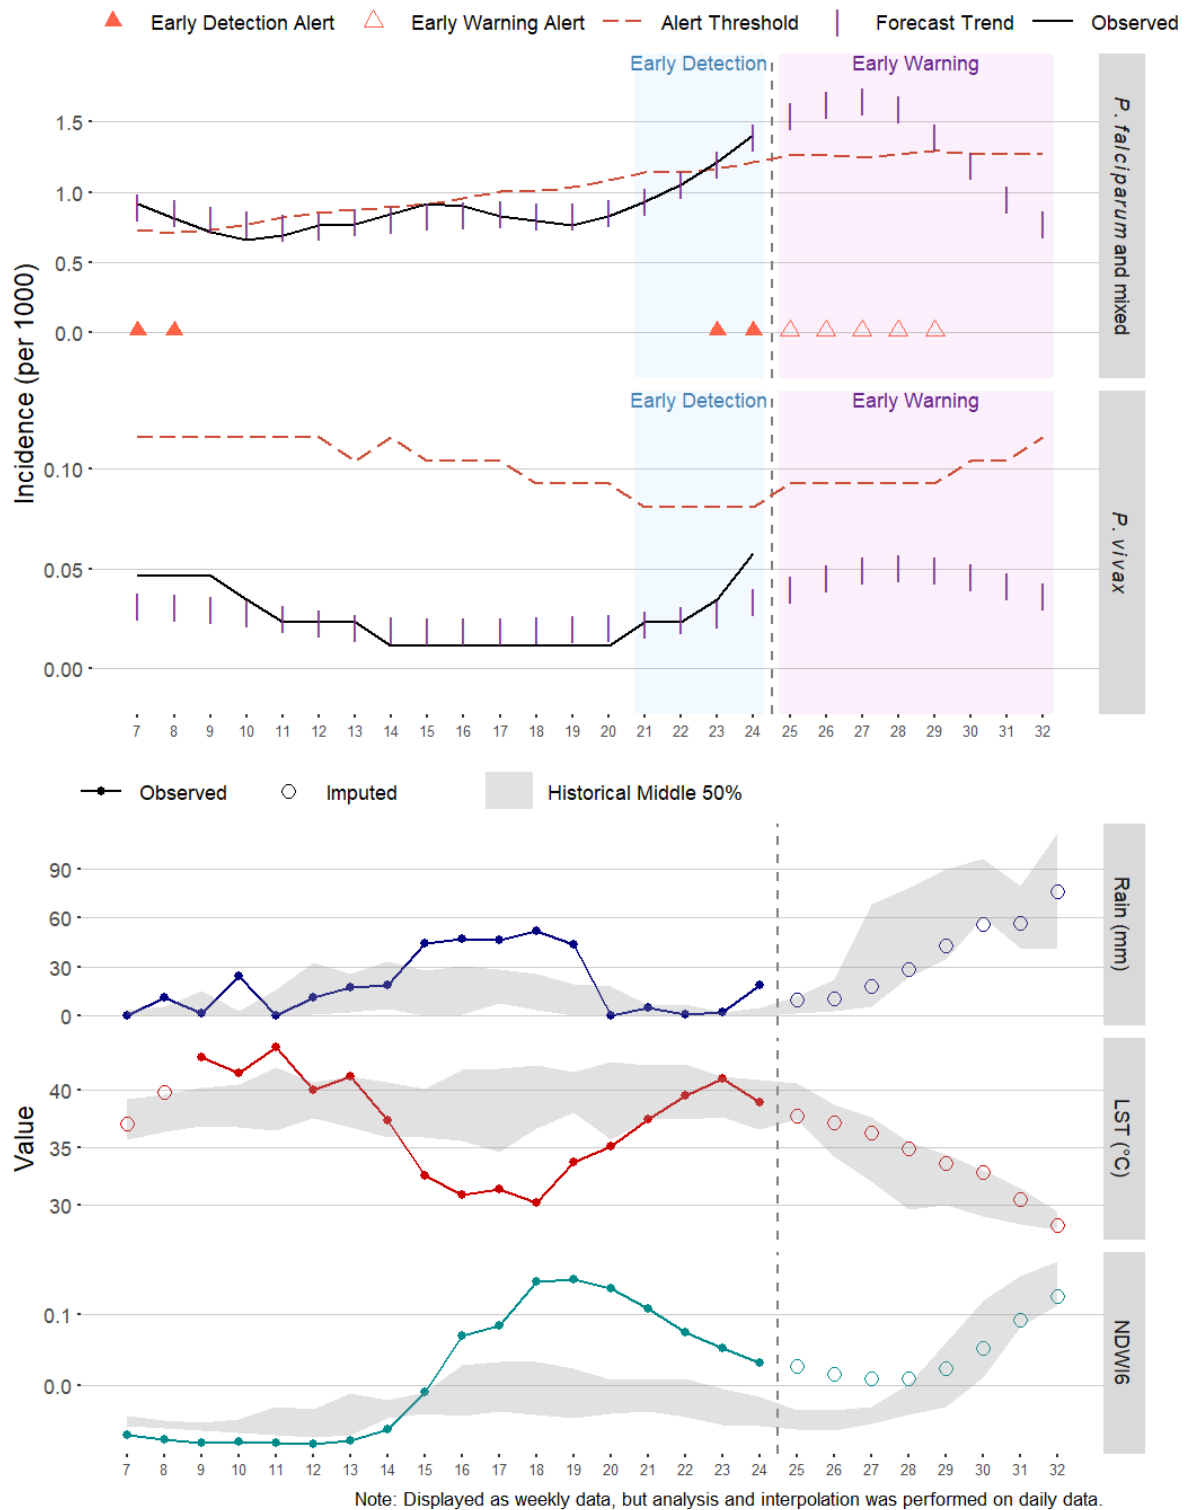 Early Detection Alert Early Warning Alert Alert Threshold Forecast Trend Observed
Early Detection Early Warning
1.5
1.0
0.5
0.0
P. falciparum and mixed
Incidence (per 1000)
Early Detection Early Warning
0.10
0.05
0.00
P. vivax
7 8 9 10 11 12 13 14 15 16 17 18 19 20 21 22 23 24 25 26 27 28 29 30 31 32
Observed Imputed Historical Middle 50%
90
60
30
0
Rain (mm)
Value
40
35
30
LST (°C)
0.1
0.0
NDWI6
7 8 9 10 11 12 13 14 15 16 17 18 19 20 21 22 23 24 25 26 27 28 29 30 31 32
Note: Displayed as weekly data, but analysis and interpolation was performed on daily data.